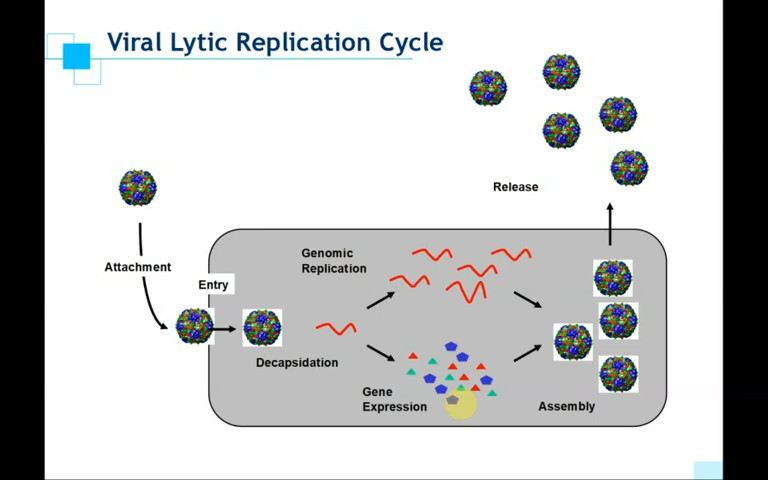 Viral Lytic Replication Cycle
Release
Attachment
Entry
Genomic
Replication
Decapsidation
Gene
Expression
Assembly